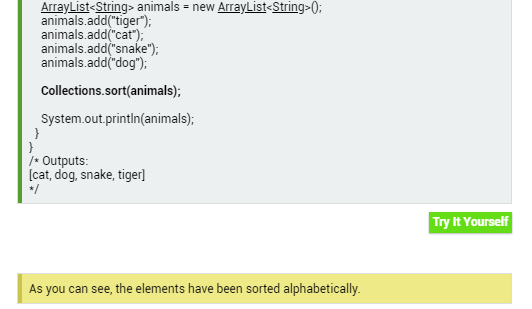 ArrayList<String> animals = new ArrayList<String>();
animals.add("tiger");
animals.add("cat");
animals.add("snake");
animals.add("dog");
Collections.sort(animals);
System.out.println(animals);
}
}
/* Outputs:
[cat, dog, snake, tiger]
*/
Try It Yourself
As you can see, the elements have been sorted alphabetically.